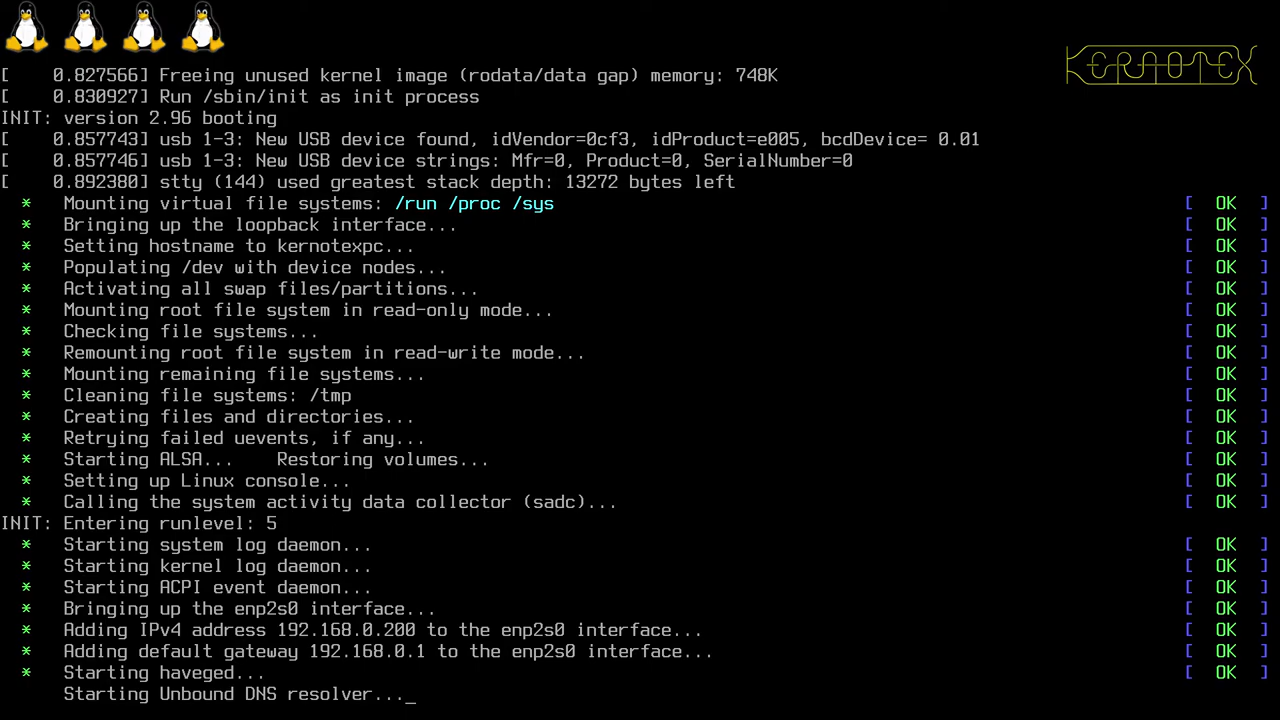 KERNOTEX
[    0.827566] Freeing unused kernel image (rodata/data gap) memory: 748K
[    0.830927] Run /sbin/init as init process
INIT: version 2.96 booting
[    0.857743] usb 1-3: New USB device found, idVendor=0cf3, idProduct=e005, bcdDevice= 0.01
[    0.857746] usb 1-3: New USB device strings: Mfr=0, Product=0, SerialNumber=0
[    0.892380] stty (144) used greatest stack depth: 13272 bytes left
* Mounting virtual file systems: /run /proc /sys [ OK ]
* Bringing up the loopback interface... [ OK ]
* Setting hostname to kernotexpc... [ OK ]
* Populating /dev with device nodes... [ OK ]
* Activating all swap files/partitions... [ OK ]
* Mounting root file system in read-only mode... [ OK ]
* Checking file systems... [ OK ]
* Remounting root file system in read-write mode... [ OK ]
* Mounting remaining file systems... [ OK ]
* Cleaning file systems: /tmp [ OK ]
* Creating files and directories... [ OK ]
* Retrying failed uevents, if any... [ OK ]
* Starting ALSA...    Restoring volumes... [ OK ]
* Setting up Linux console... [ OK ]
* Calling the system activity data collector (sadc)... [ OK ]
INIT: Entering runlevel: 5
* Starting system log daemon... [ OK ]
* Starting kernel log daemon... [ OK ]
* Starting ACPI event daemon... [ OK ]
* Bringing up the enp2s0 interface... [ OK ]
* Adding IPv4 address 192.168.0.200 to the enp2s0 interface... [ OK ]
* Adding default gateway 192.168.0.1 to the enp2s0 interface... [ OK ]
* Starting haveged... [ OK ]
Starting Unbound DNS resolver..._